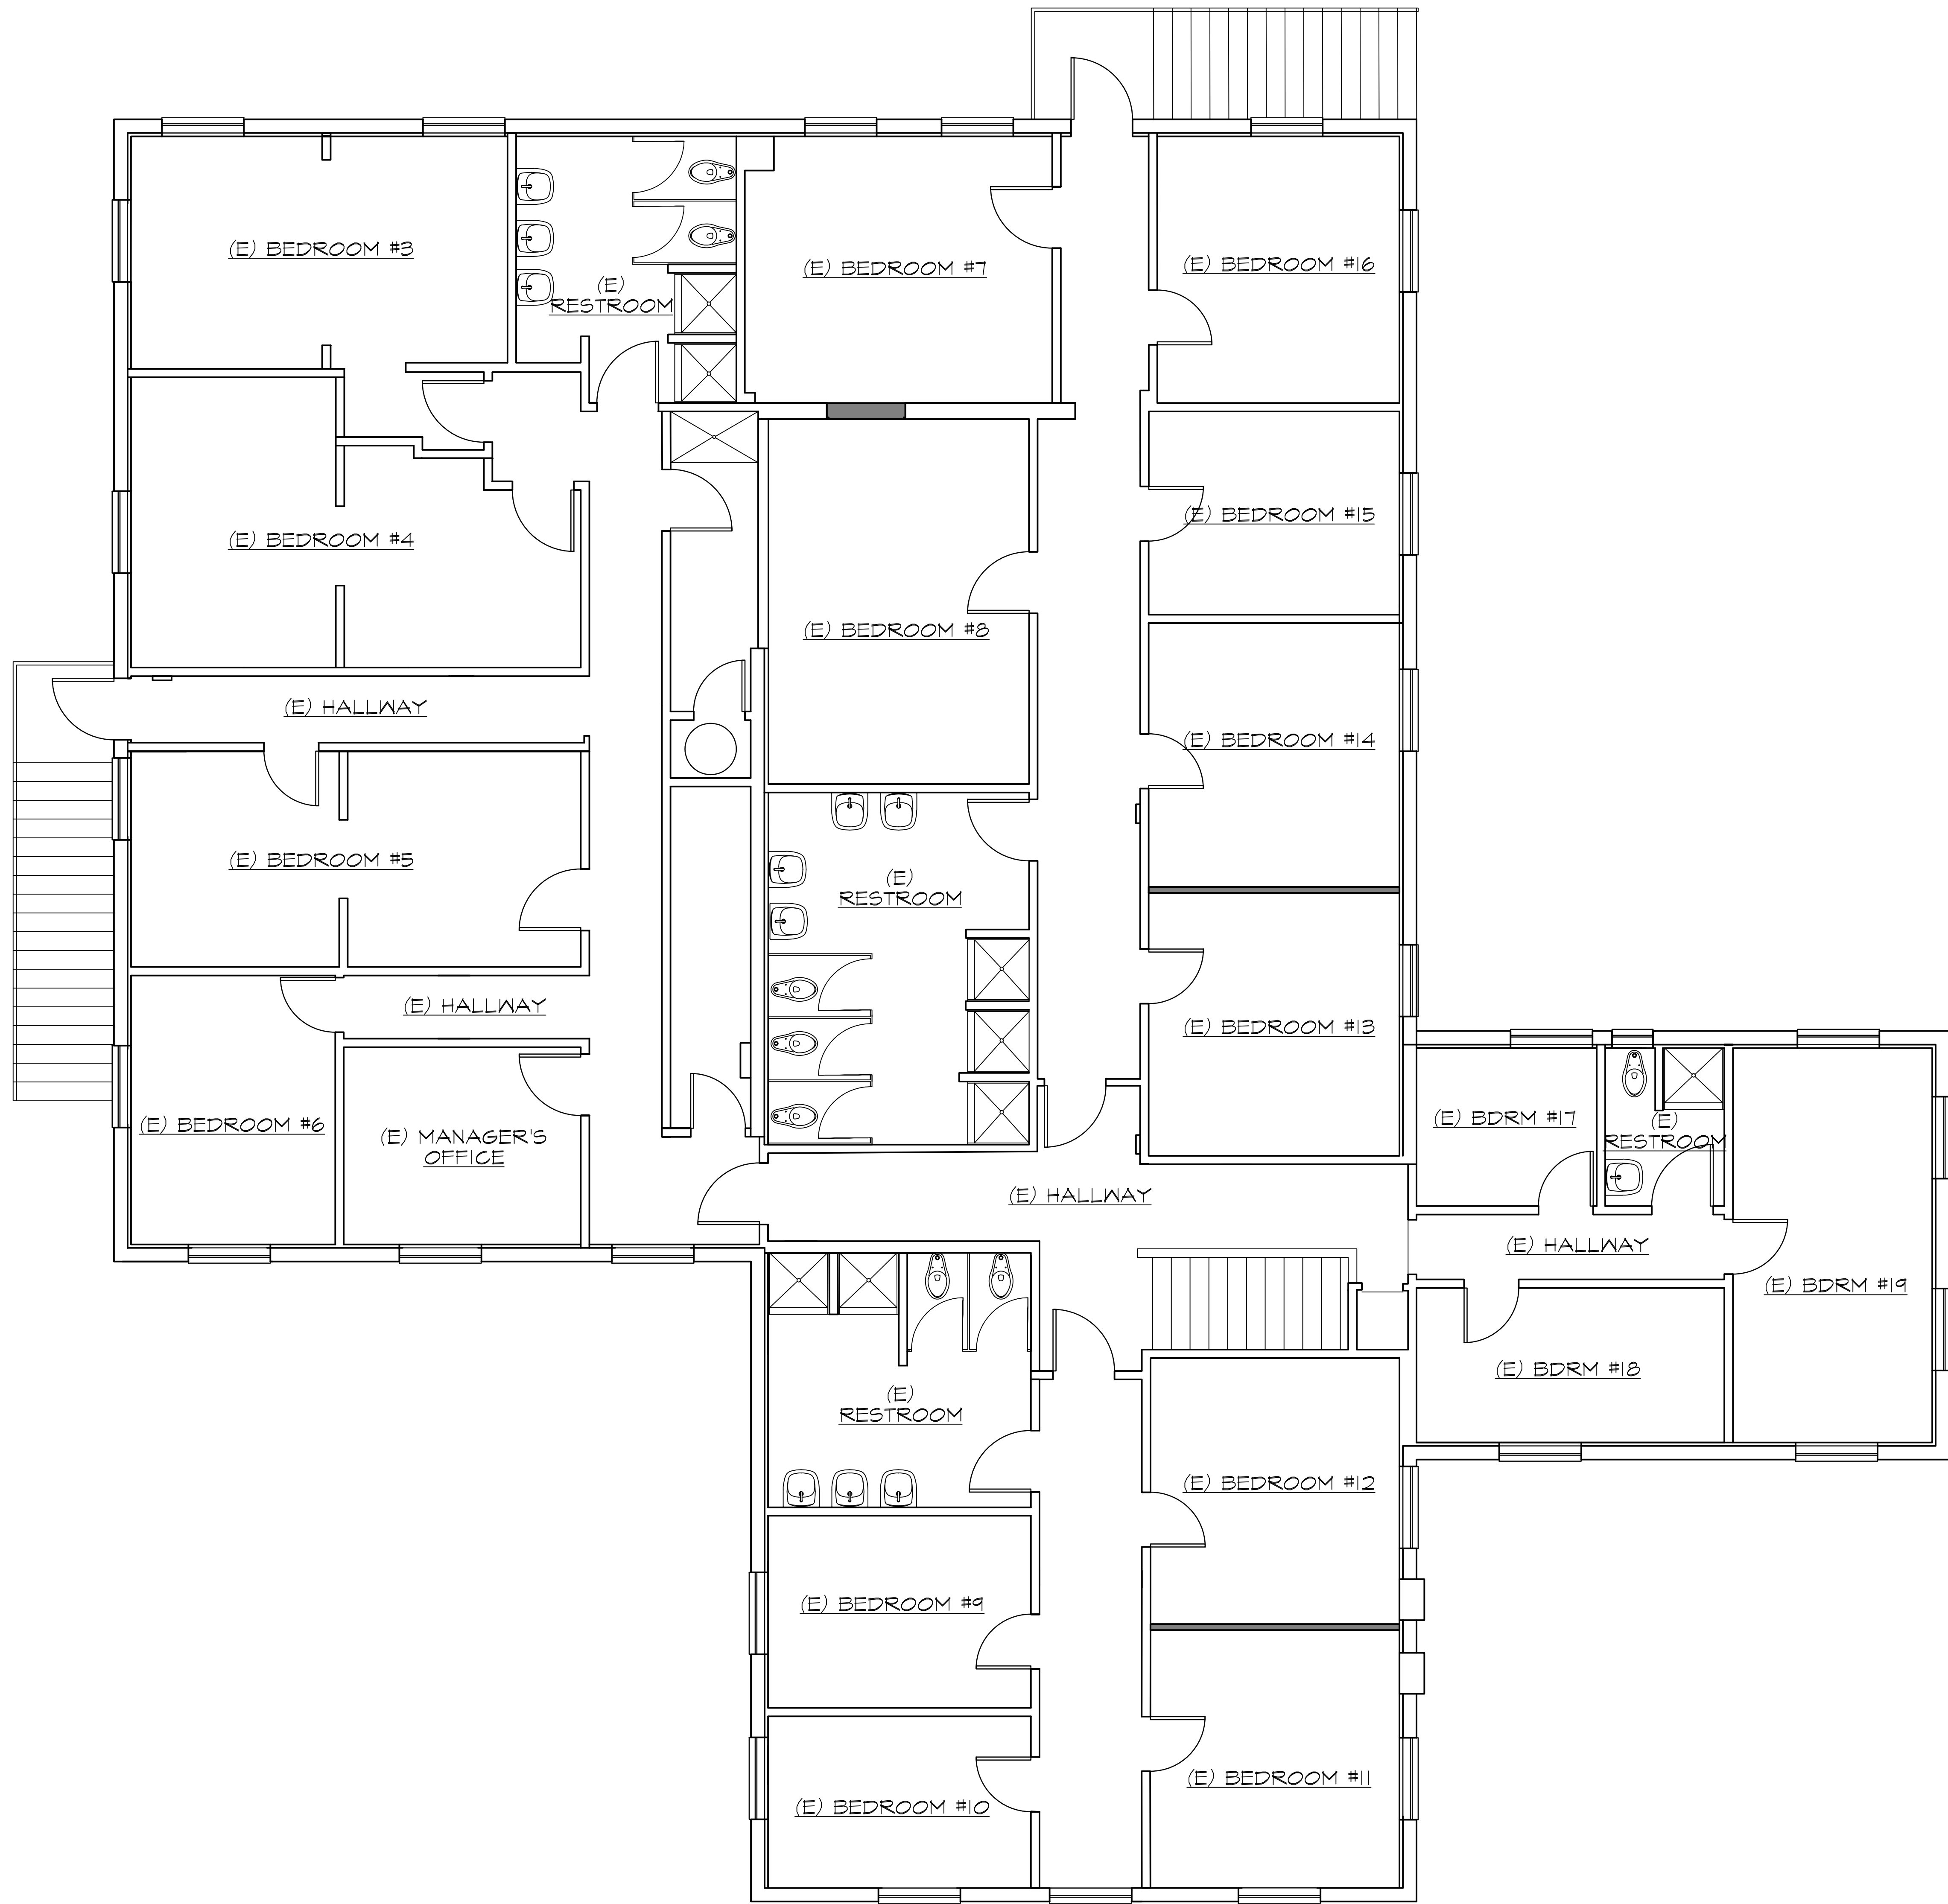 (E) BEDROOM #3
(E)
RESTROOM
(E) BEDROOM #7
(E) BEDROOM #16
(E) BEDROOM #4
(E) BEDROOM #15
(E) BEDROOM #8
(E) HALLWAY
(E) BEDROOM #14
(E) BEDROOM #5
(E)
RESTROOM
(E) HALLWAY
(E) BEDROOM #13
(E) BEDROOM #6
(E) MANAGER'S
OFFICE
(E) BDRM #17
(E)
RESTROOM
(E) HALLWAY
(E) HALLWAY
(E) BDRM #19
(E) BDRM #18
(E)
RESTROOM
(E) BEDROOM #12
(E) BEDROOM #9
(E) BEDROOM #11
(E) BEDROOM #10